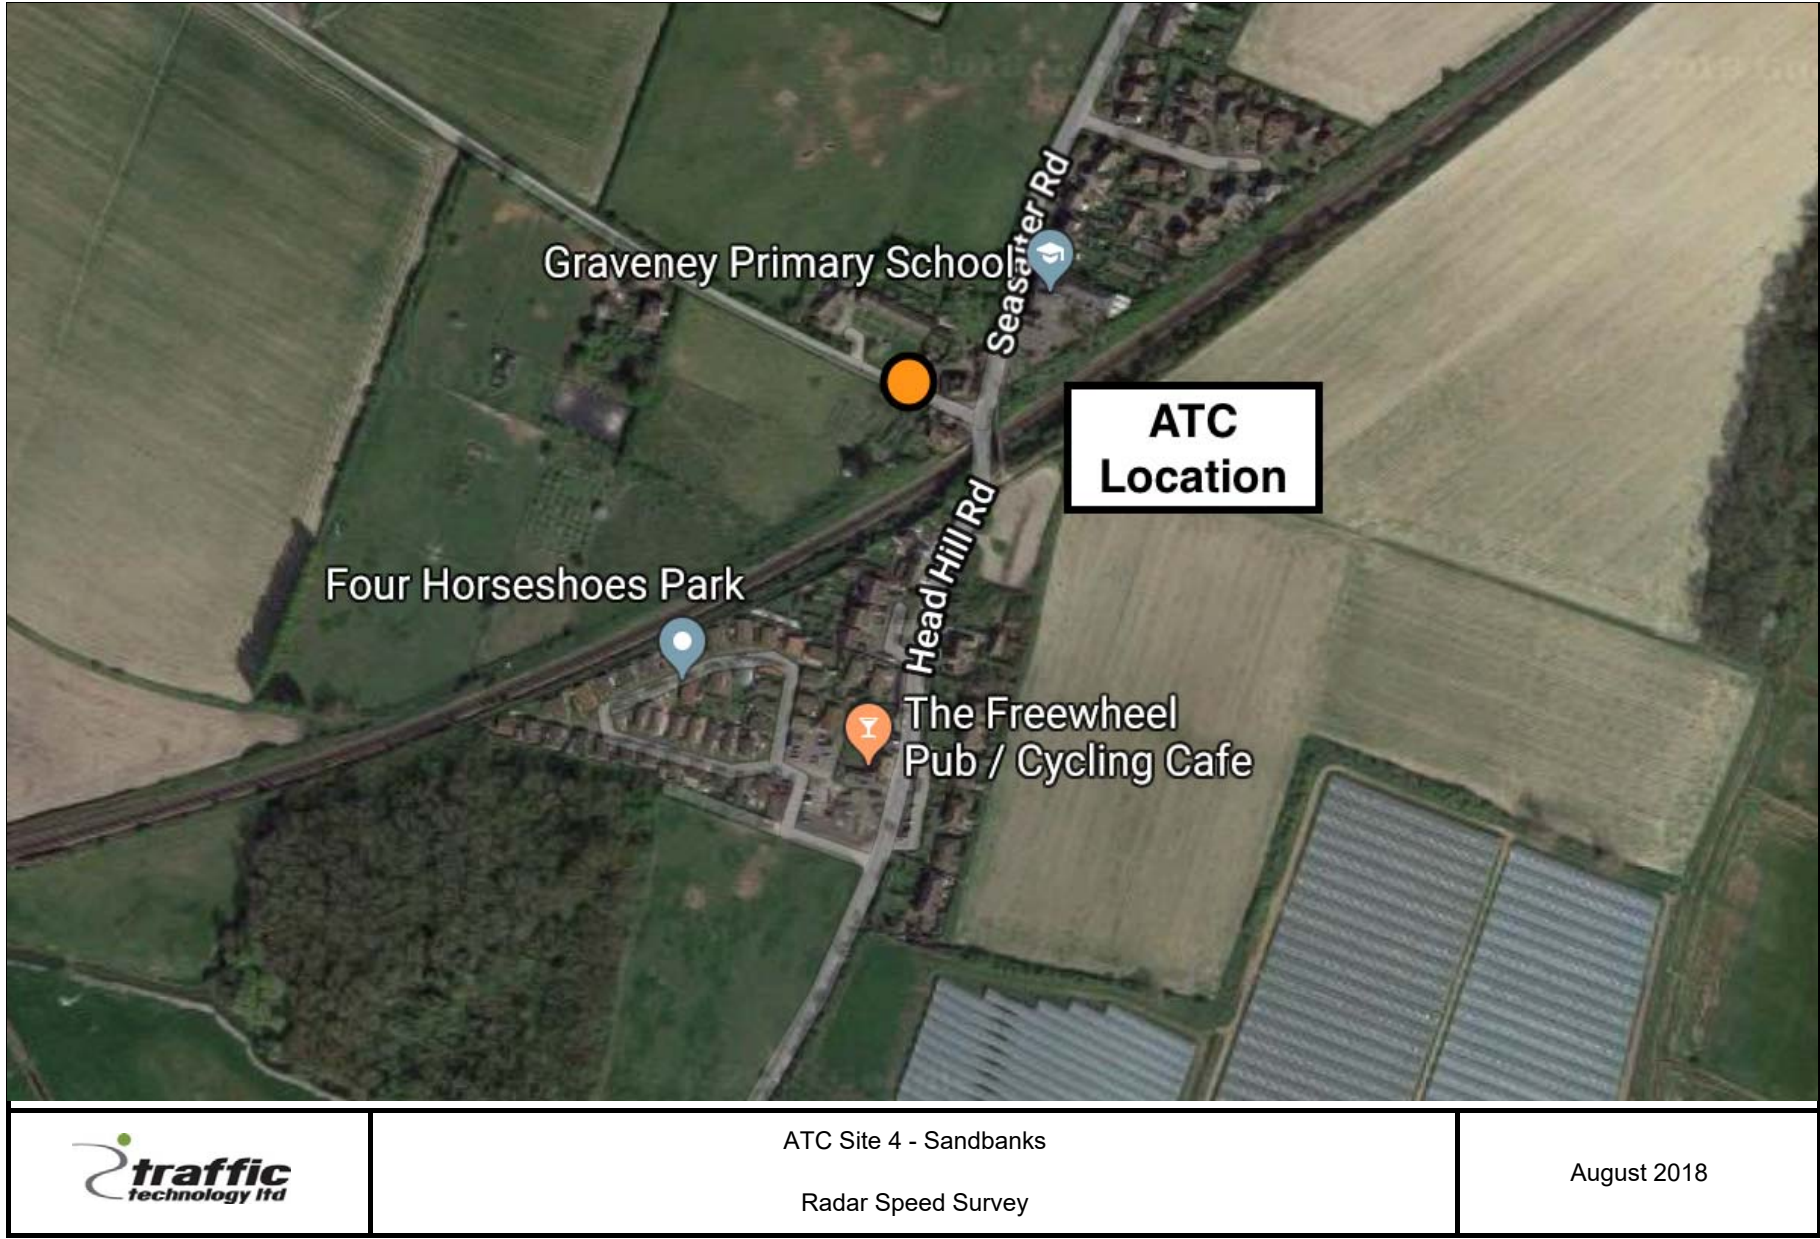 Seasalter Rd
Graveney Primary School
ATC
Location
Head Hill Rd
Four Horseshoes Park
The Freewheel
Pub / Cycling Cafe
traffic
technology ltd
ATC Site 4 - Sandbanks
Radar Speed Survey
August 2018